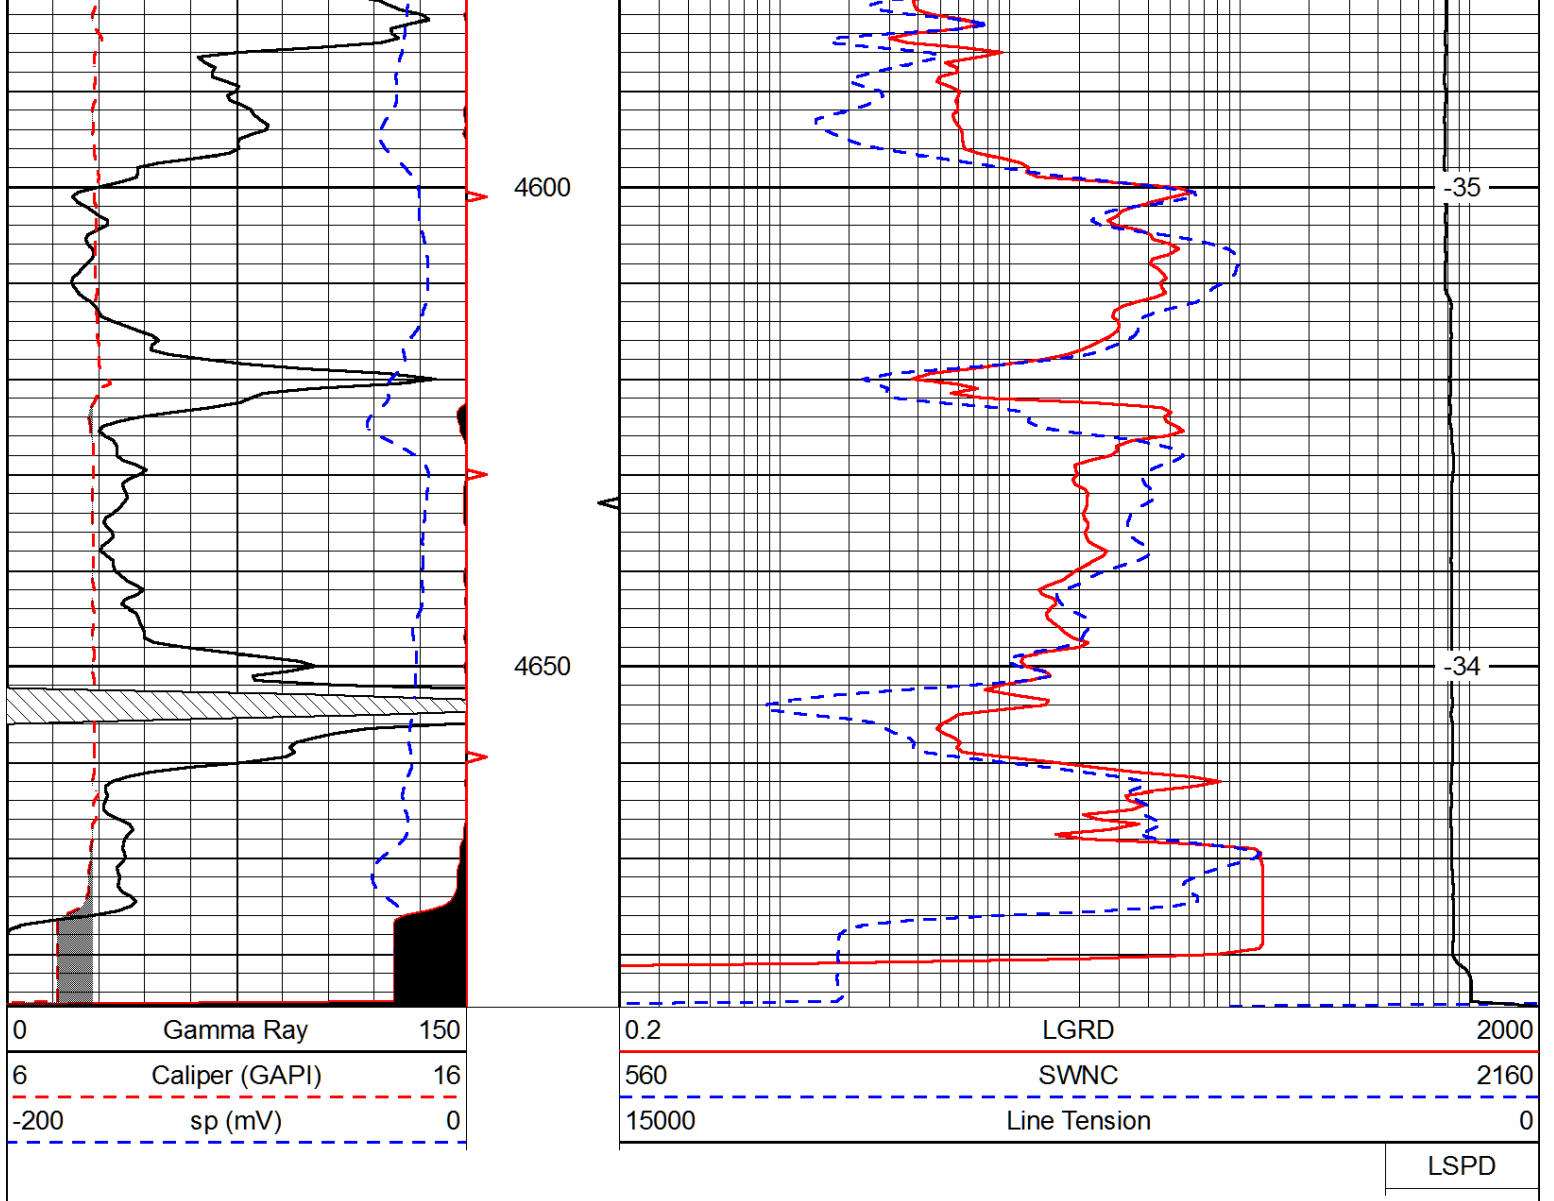 4600
-35
4650
-34
0 Gamma Ray 150
0.2 LGRD 2000
6 Caliper (GAPI) 16
560 SWNC 2160
-200 sp (mV) 0
15000 Line Tension 0
LSPD